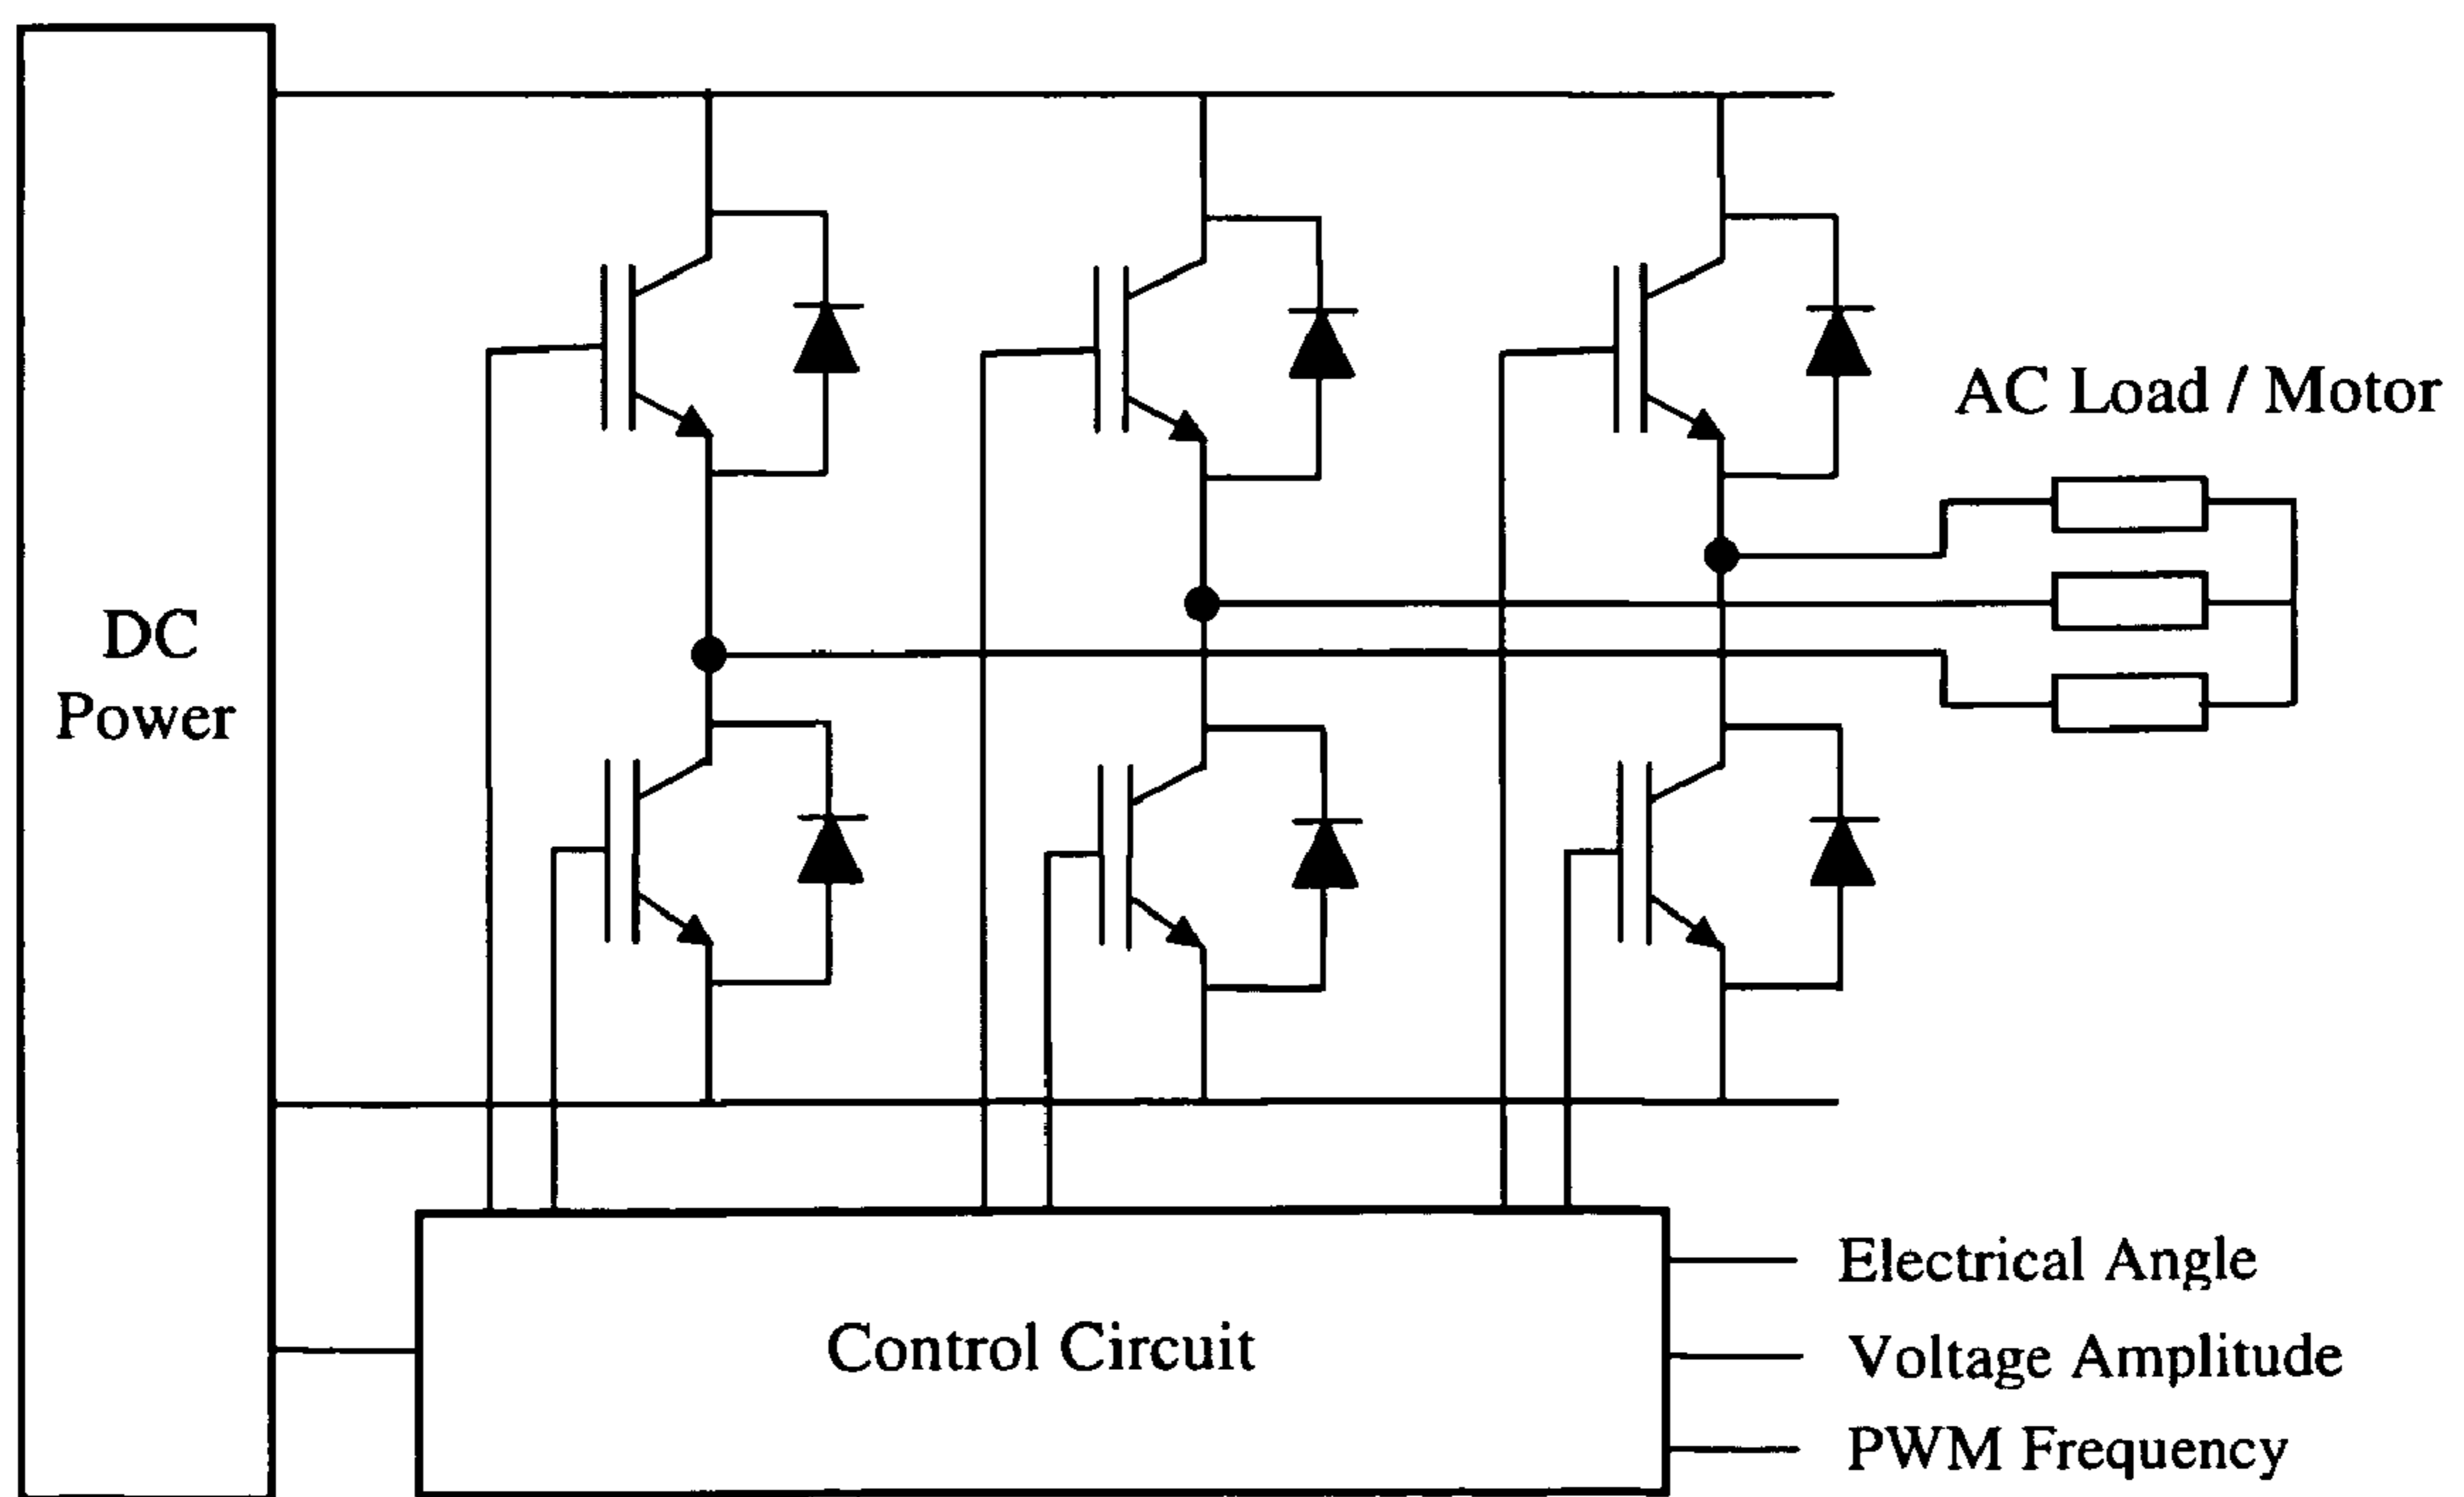 AC Load / Motor
DC
Power
Electrical Angle
Control Circuit
Voltage Amplitude
PWM Frequency